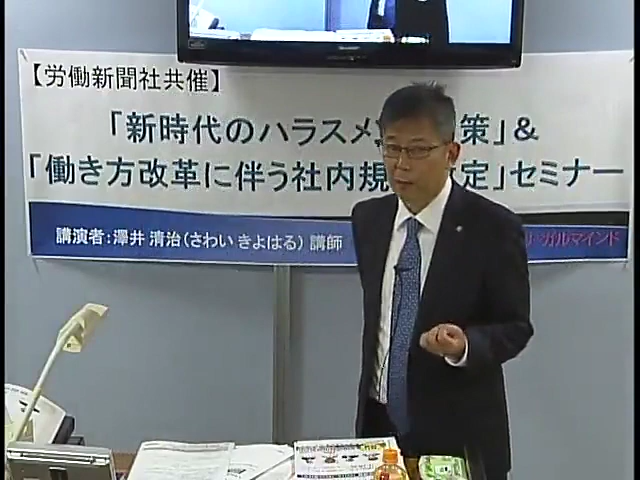 【労働新聞社共催】
「新時代のハラスメ 策」&
「働き方改革に伴う社内規 定」セミナー
講演者:澤井 清治(さわい きよはる) 講師
ガルマインド
SHARP